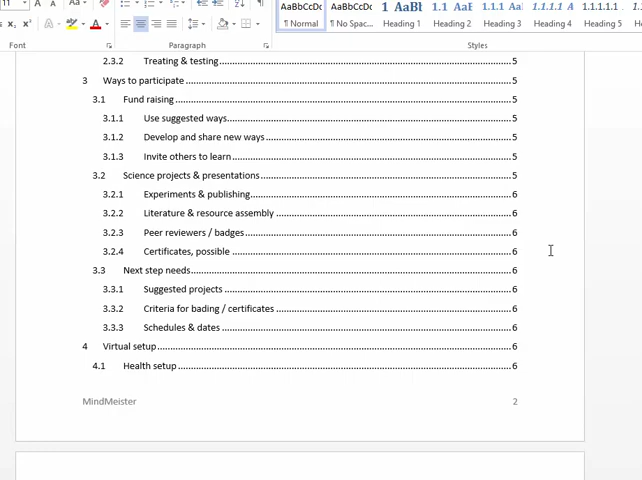 11
Aa
AaBbCcDc AaBbCcDc 1 AaBb 1.1 AaB 1.1.1 Aa 1.1.1.1 A 1.1.1.1.1
¶ Normal ¶ No Spac... Heading 1 Heading 2 Heading 3 Heading 4 Heading 5
Font Paragraph Styles
2.3.2 Treating & testing 5
3 Ways to participate 5
3.1 Fund raising 5
3.1.1 Use suggested ways 5
3.1.2 Develop and share new ways 5
3.1.3 Invite others to learn 5
3.2 Science projects & presentations 5
3.2.1 Experiments & publishing 6
3.2.2 Literature & resource assembly 6
3.2.3 Peer reviewers / badges 6
3.2.4 Certificates, possible 6
3.3 Next step needs 6
3.3.1 Suggested projects 6
3.3.2 Criteria for bading / certificates 6
3.3.3 Schedules & dates 6
4 Virtual setup 6
4.1 Health setup 6
MindMeister 2